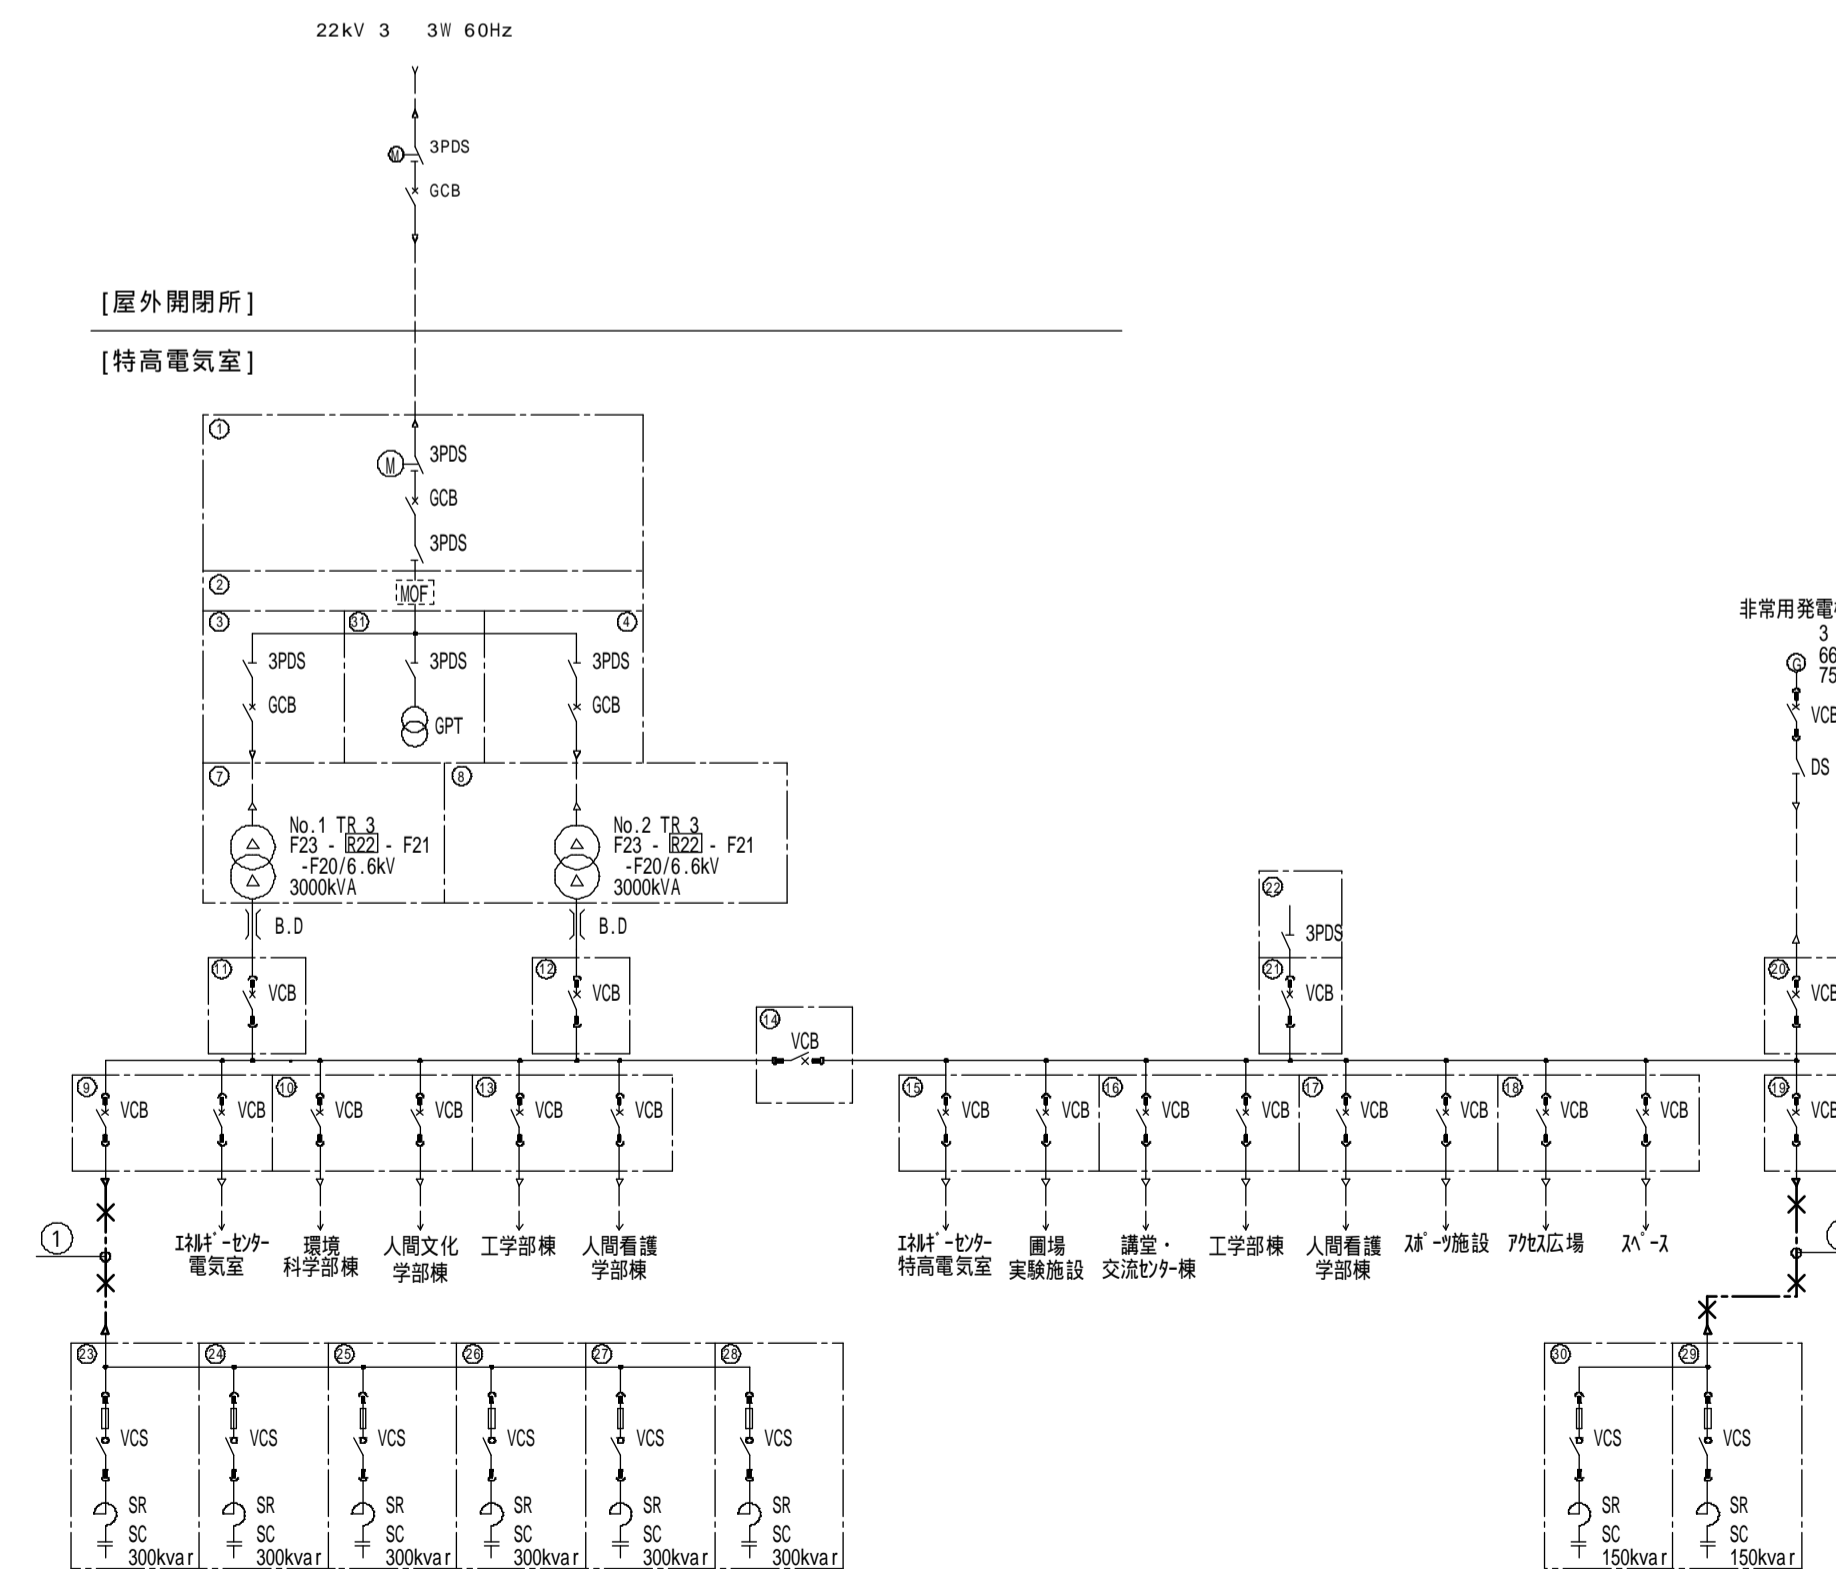 22kV 3   3W 60Hz
3PDS
M
GCB
[屋外開閉所]
[特高電気室]
①
3PDS
M
GCB
3PDS
②
MOF
③
㉛
④
3PDS
3PDS
3PDS
GCB
GCB
GPT
⑦
⑧
No.1 TR 3
F23 - R22 - F21
-F20/6.6kV
3000kVA
No.2 TR 3
F23 - R22 - F21
-F20/6.6kV
3000kVA
B.D
B.D
非常用発電
3
66
75
G
VCB
DS
㉒
3PDS
⑪
VCB
⑫
VCB
㉑
VCB
⑳
VCB
⑭
VCB
⑨
VCB
VCB
⑩
VCB
VCB
⑬
VCB
VCB
⑮
VCB
VCB
⑯
VCB
VCB
⑰
VCB
VCB
⑱
VCB
VCB
⑲
VCB
①
ｴﾈﾙｷﾞｰｾﾝﾀｰ
電気室
環境
科学部棟
人間文化
学部棟
工学部棟
人間看護
学部棟
ｴﾈﾙｷﾞｰｾﾝﾀｰ
特高電気室
圃場
実験施設
講堂・
交流ｾﾝﾀｰ棟
工学部棟
人間看護
学部棟
ｽﾎﾟｰﾂ施設
ｱｸｾｽ広場
ｽﾍﾟｰｽ
㉓
VCS
SR
SC
300kvar
㉔
VCS
SR
SC
300kvar
㉕
VCS
SR
SC
300kvar
㉖
VCS
SR
SC
300kvar
㉗
VCS
SR
SC
300kvar
㉘
VCS
SR
SC
300kvar
㉚
VCS
SR
SC
150kvar
㉙
VCS
SR
SC
150kvar